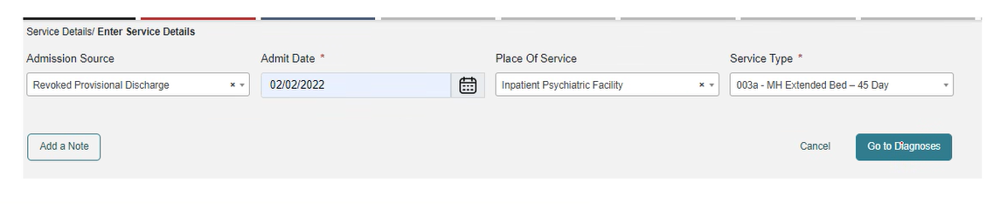 Service Details/ Enter Service Details
Admission Source
Admit Date *
Place Of Service
Service Type *
Revoked Provisional Discharge ×
02/02/2022
Inpatient Psychiatric Facility ×
003a - MH Extended Bed – 45 Day
Add a Note
Cancel
Go to Diagnoses